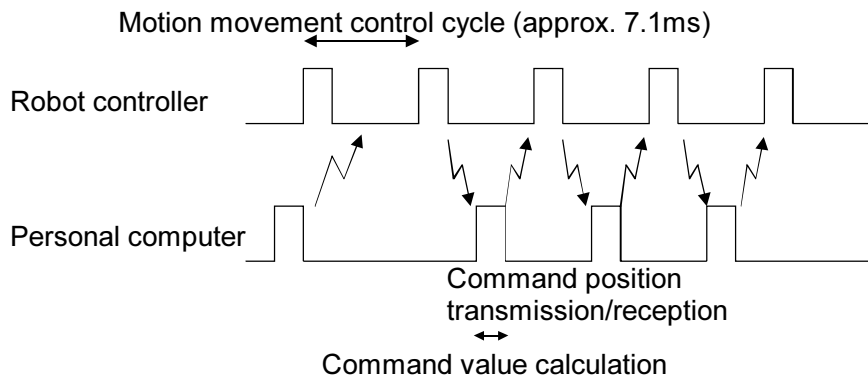 Motion movement control cycle (approx. 7.1ms)
Robot controller
Personal computer
Command position
transmission/reception
Command value calculation